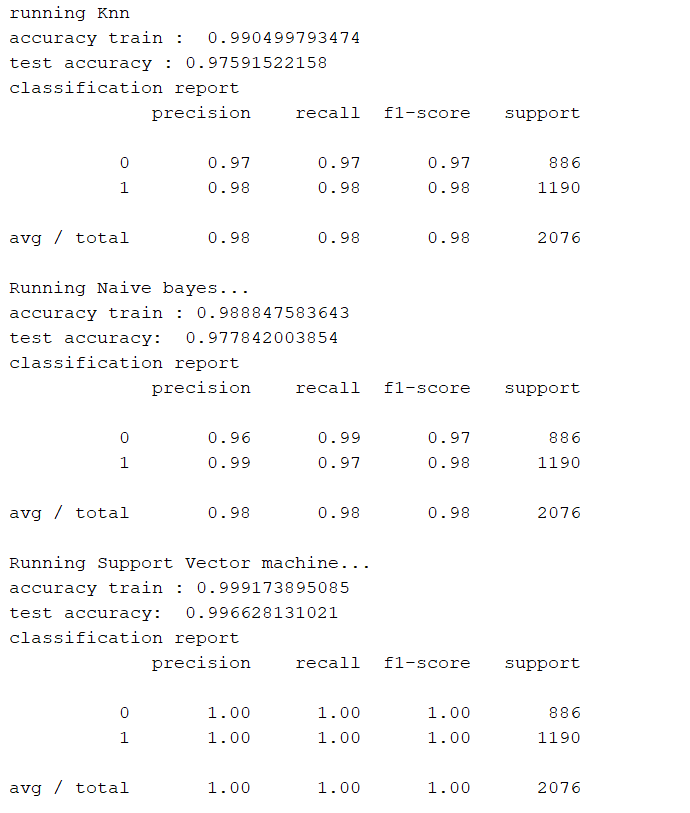 running Knn
accuracy train :  0.990499793474
test accuracy : 0.97591522158
classification report
             precision    recall  f1-score   support

          0       0.97      0.97      0.97       886
          1       0.98      0.98      0.98      1190

avg / total       0.98      0.98      0.98      2076

Running Naive bayes...
accuracy train : 0.988847583643
test accuracy:  0.977842003854
classification report
             precision    recall  f1-score   support

          0       0.96      0.99      0.97       886
          1       0.99      0.97      0.98      1190

avg / total       0.98      0.98      0.98      2076

Running Support Vector machine...
accuracy train : 0.999173895085
test accuracy:  0.996628131021
classification report
             precision    recall  f1-score   support

          0       1.00      1.00      1.00       886
          1       1.00      1.00      1.00      1190

avg / total       1.00      1.00      1.00      2076